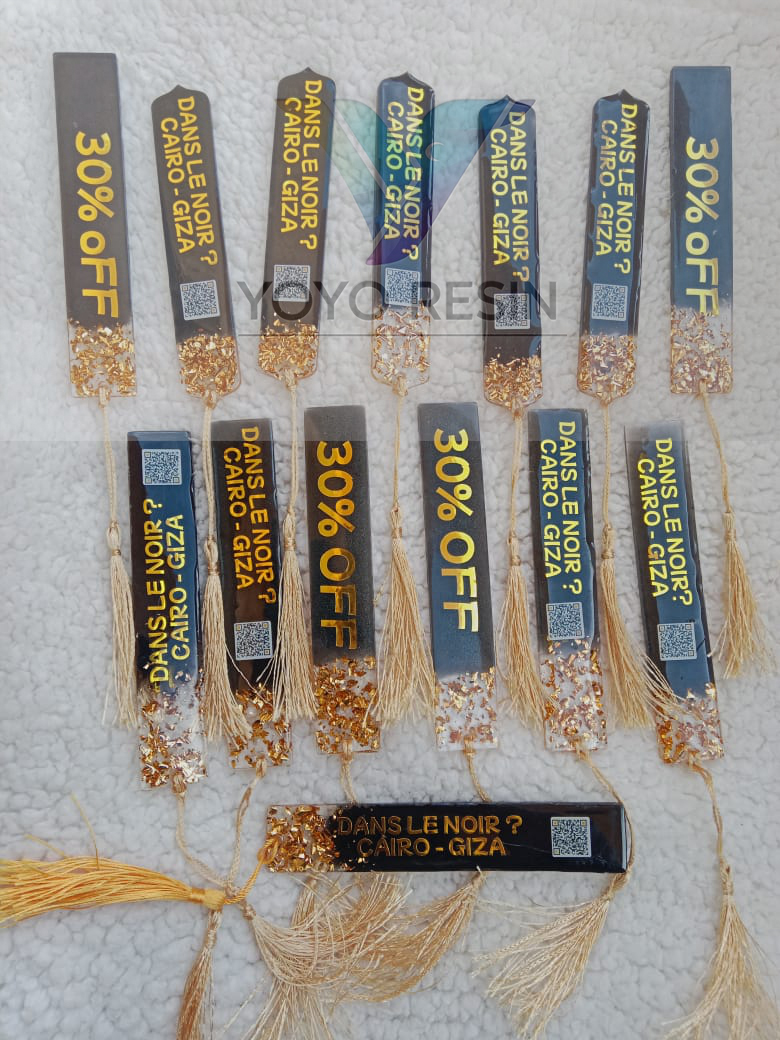 30% OFF
DANS LE NOIR ?
CAIRO - GIZA
DANS LE NOIR ?
CAIRO - GIZA
DANS LE NOIR ?
CAIRO - GIZA
DANS LE NOIR ?
CAIRO - GIZA
DANS LE NOIR ?
CAIRO - GIZA
30% OFF
YOYO RESIN
DANS LE NOIR ?
CAIRO - GIZA
DANS LE NOIR ?
CAIRO - GIZA
30% OFF
30% OFF
DANS LE NOIR ?
CAIRO - GIZA
DANS LE NOIR?
CAIRO - GIZA
DANS LE NOIR ?
CAIRO - GIZA